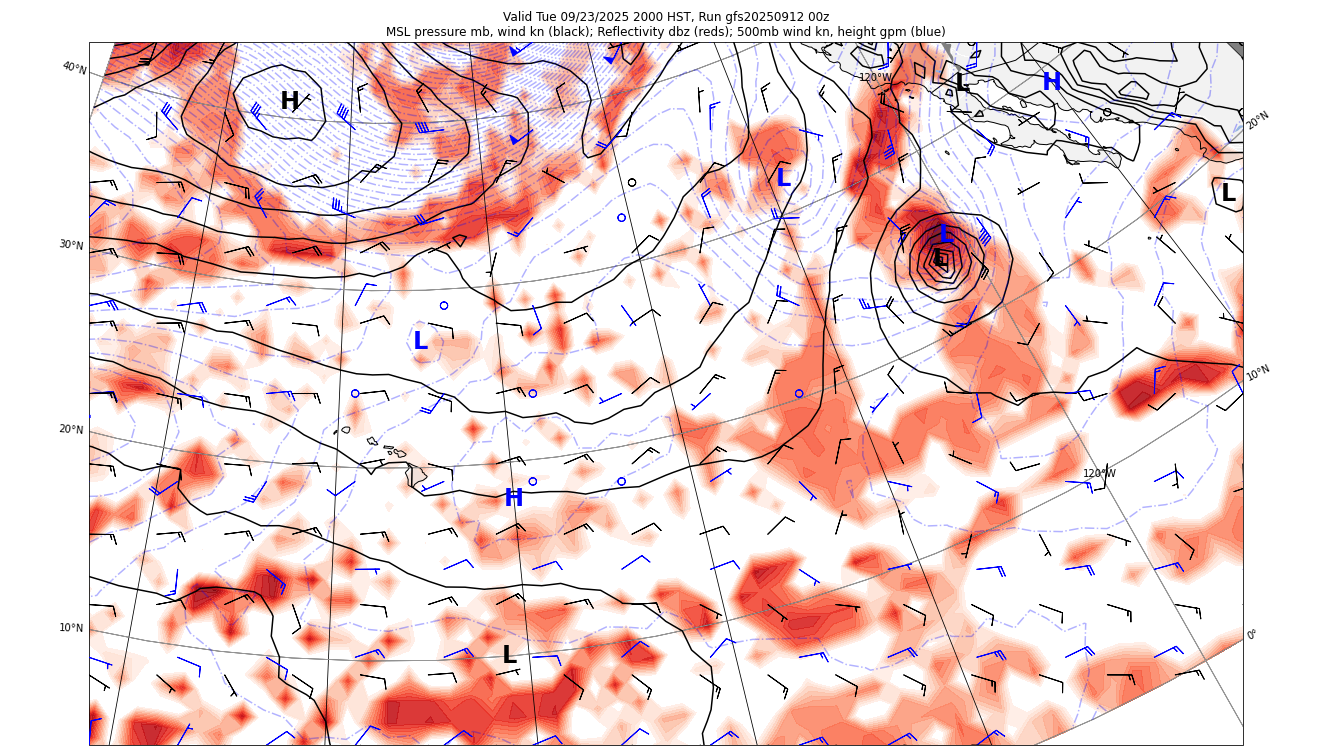 Valid Tue 09/23/2025 2000 HST, Run gfs20250912 00z
MSL pressure mb, wind kn (black); Reflectivity dbz (reds); 500mb wind kn, height gpm (blue)
40°N
120°W
L
H
H
20°N
L
L
30°N
L
L
L
10°N
20°N
120°W
H
10°N
0°
L